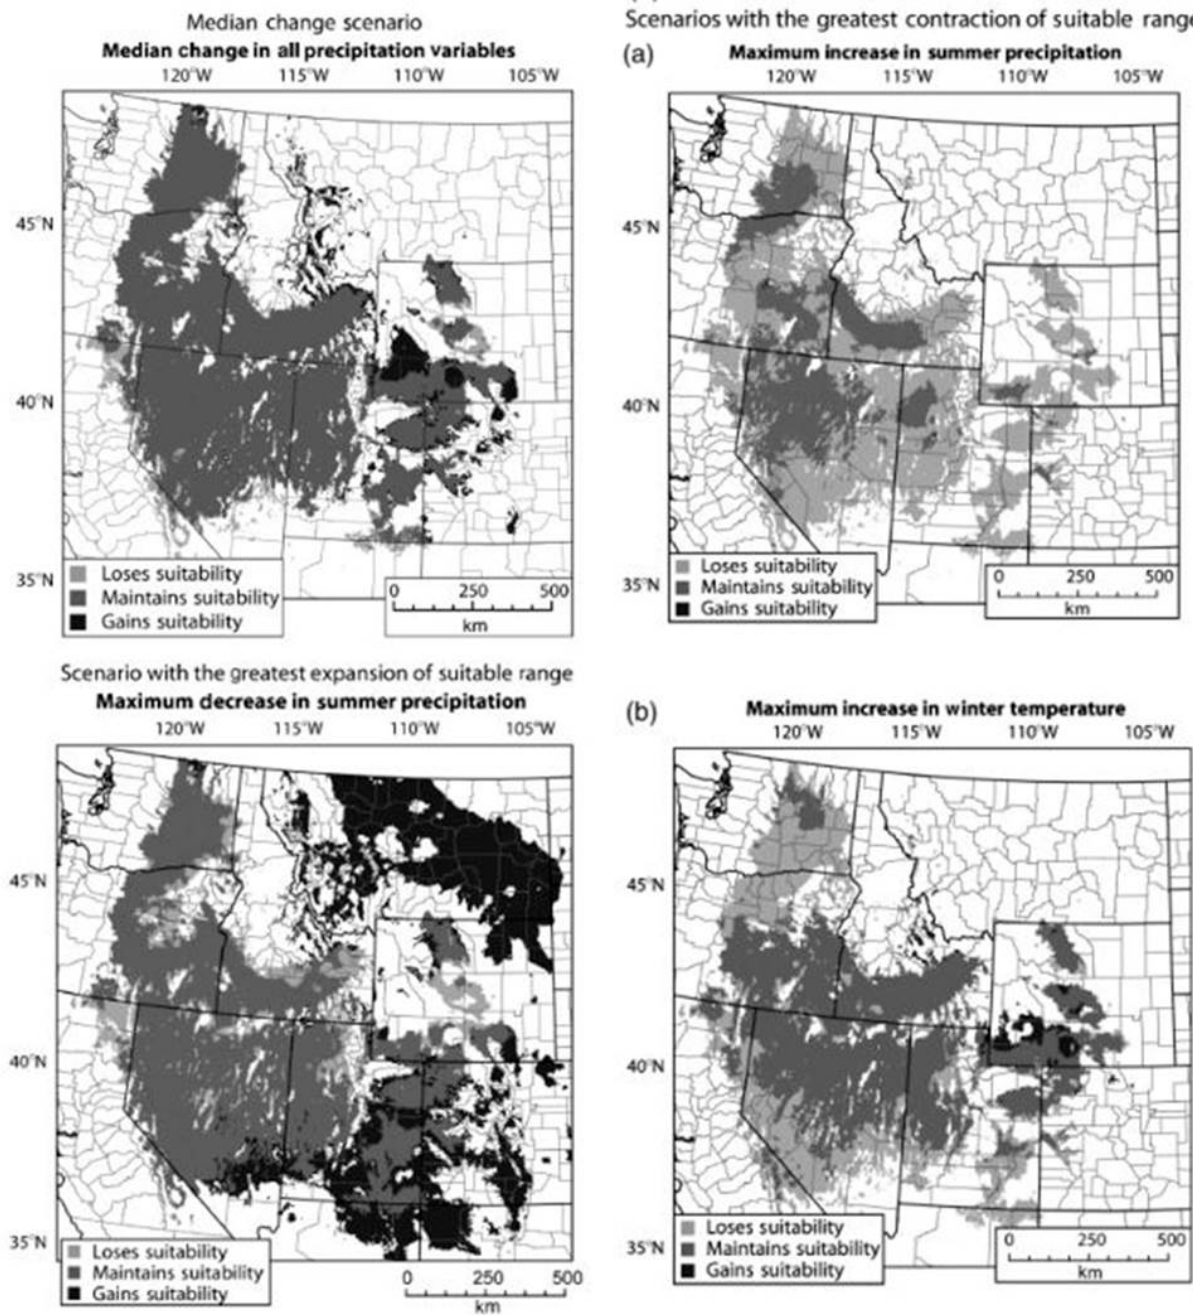 Median change scenario
Median change in all precipitation variables
120°W 115°W 110°W 105°W
45°N
40°N
35°N
Loses suitability
Maintains suitability
Gains suitability
0 250 500
km
Scenarios with the greatest contraction of suitable range
(a)
Maximum increase in summer precipitation
120°W 115°W 110°W 105°W
45°N
40°N
35°N
Loses suitability
Maintains suitability
Gains suitability
0 250 500
km
Scenario with the greatest expansion of suitable range
Maximum decrease in summer precipitation
120°W 115°W 110°W 105°W
45°N
40°N
35°N
Loses suitability
Maintains suitability
Gains suitability
0 250 500
km
(b)
Maximum increase in winter temperature
120°W 115°W 110°W 105°W
45°N
40°N
35°N
Loses suitability
Maintains suitability
Gains suitability
0 250 500
km